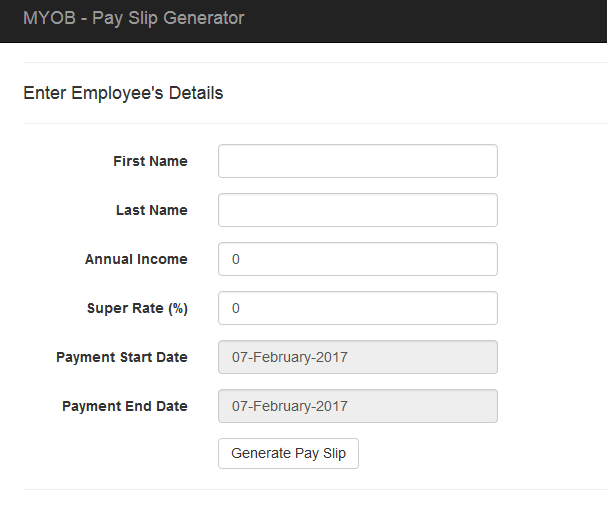 MYOB - Pay Slip Generator
Enter Employee's Details
First Name
Last Name
Annual Income 0
Super Rate (%) 0
Payment Start Date 07-February-2017
Payment End Date 07-February-2017
Generate Pay Slip